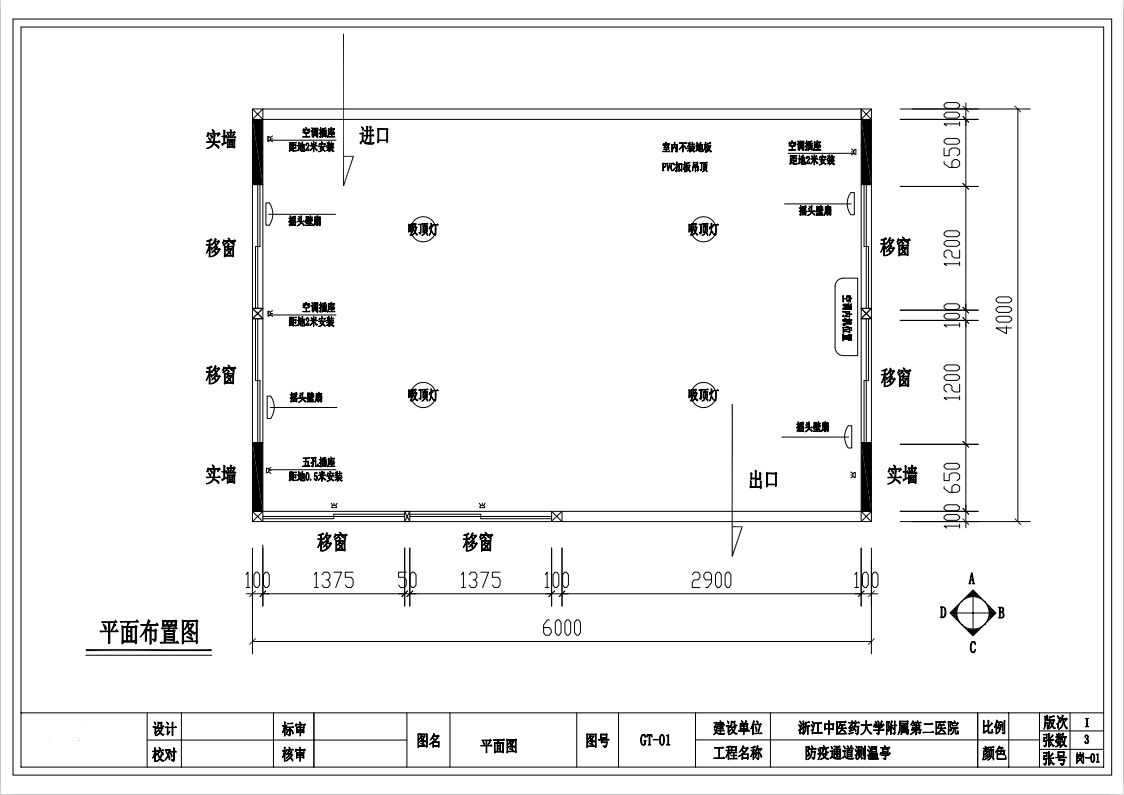 实墙
空调插座
距地2米安装
进口
室内不装地板
PVC扣板吊顶
空调插座
距地2米安装
100
650
摇头壁扇
摇头壁扇
移窗
吸顶灯
吸顶灯
移窗
1200
空调插座
距地2米安装
空调内机位置
100
4000
移窗
摇头壁扇
吸顶灯
吸顶灯
移窗
1200
摇头壁扇
实墙
五孔插座
距地0.5米安装
出口
实墙
650
100
移窗
移窗
100
1375
50
1375
100
2900
100
6000
A
D
B
C
平面布置图
设计
标审
校对
核审
图名
平面图
图号
GT-01
建设单位
浙江中医药大学附属第二医院
工程名称
防疫通道测温亭
比例
颜色
版次
I
张数
3
张号
岗-01